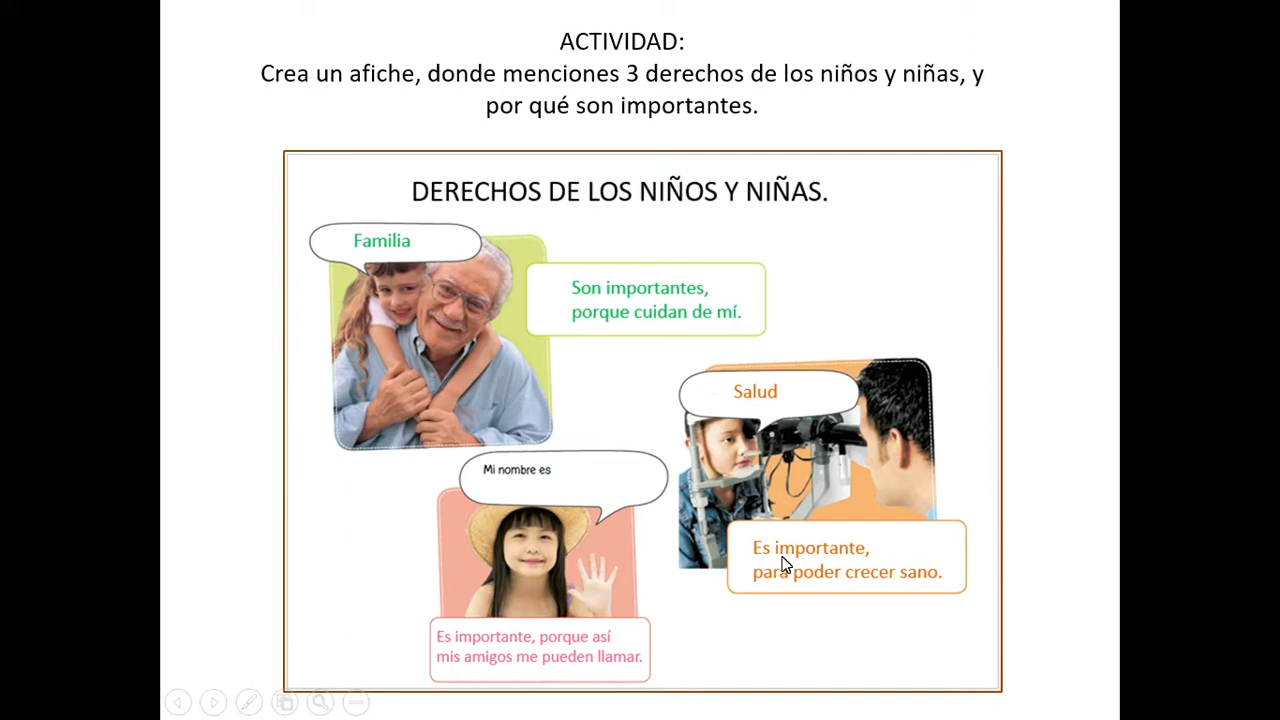 ACTIVIDAD:
Crea un afiche, donde menciones 3 derechos de los niños y niñas, y
por qué son importantes.
DERECHOS DE LOS NIÑOS Y NIÑAS.
Familia
Son importantes,
porque cuidan de mí.
Salud
Es importante,
para poder crecer sano.
Mi nombre es
Es importante, porque así
mis amigos me pueden llamar.